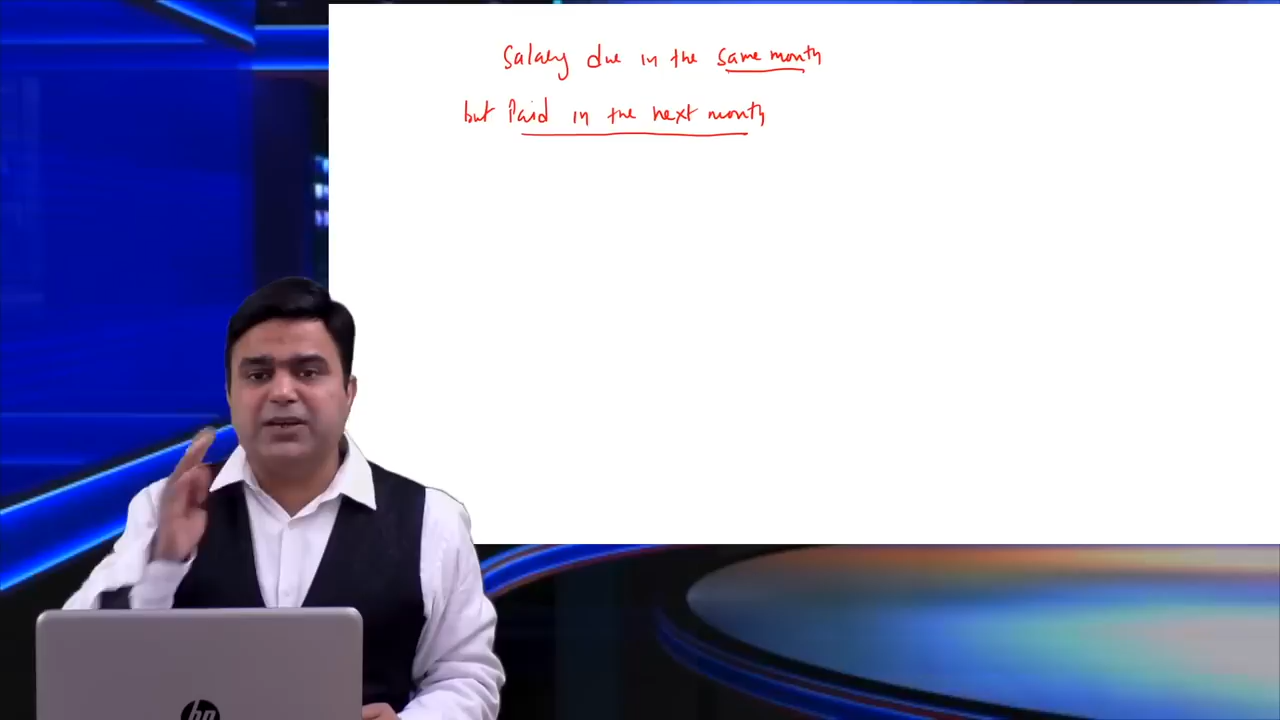 Salary due in the same month
but Paid in the next month
hp